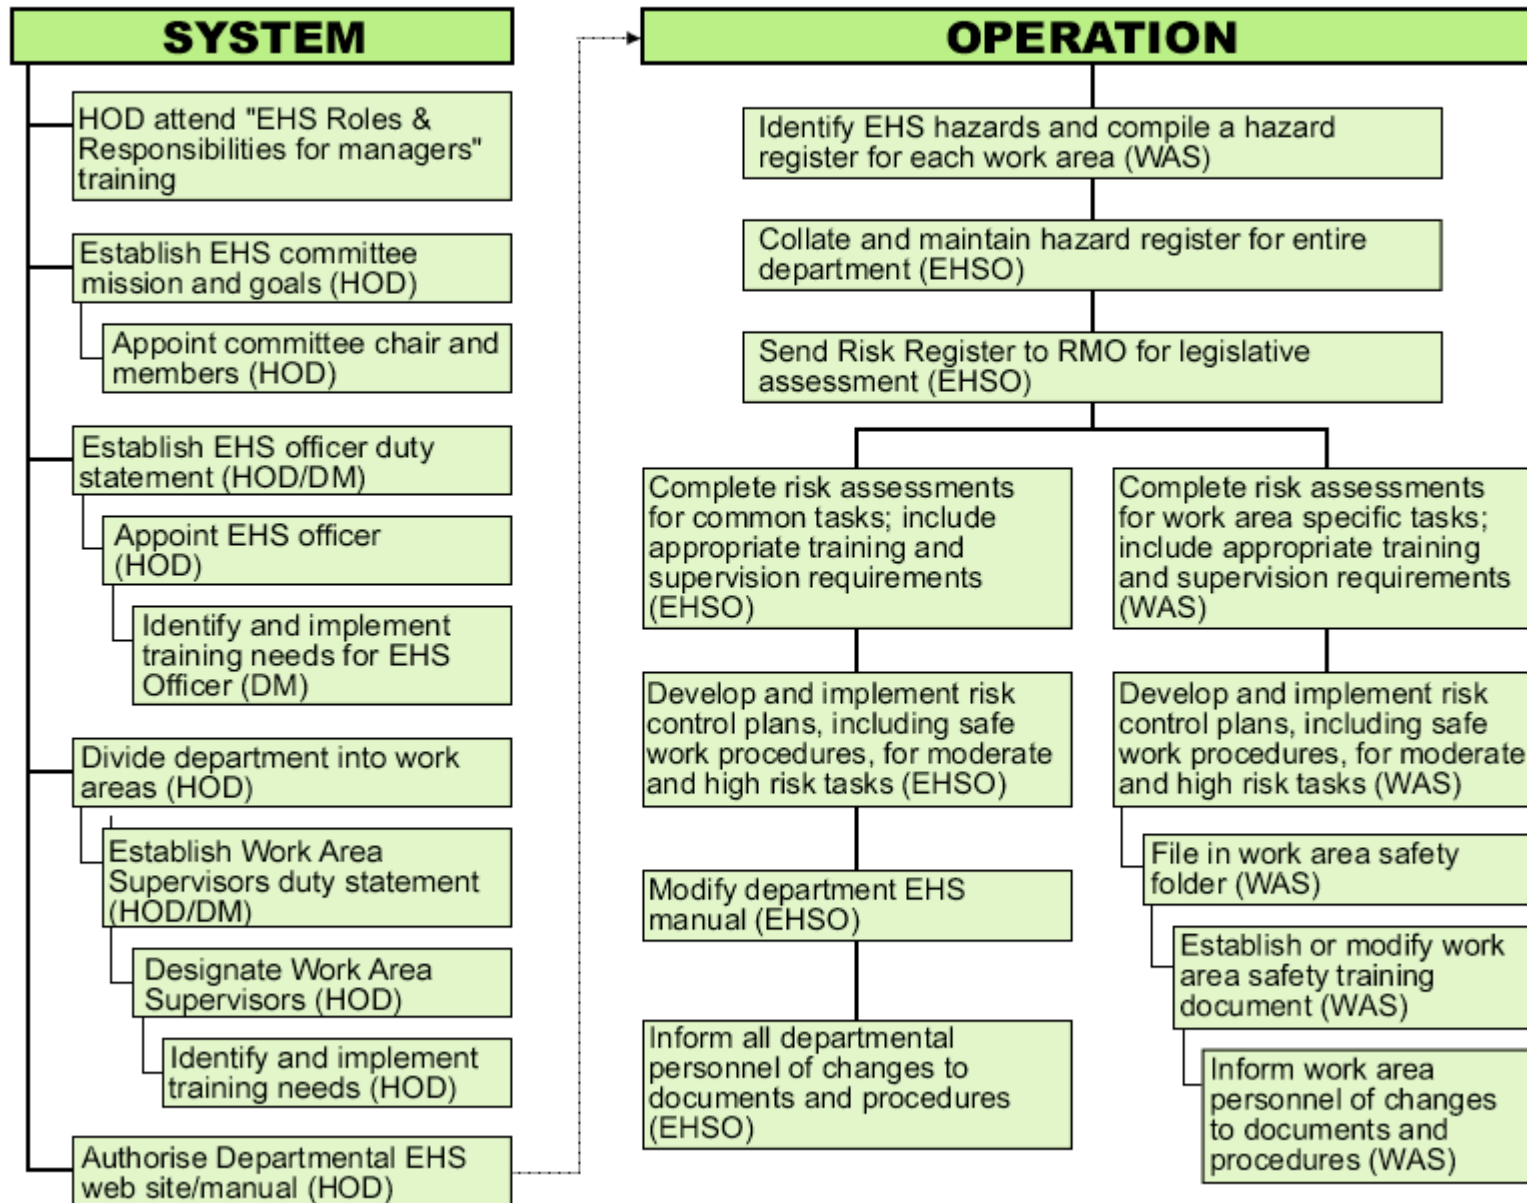 SYSTEM
HOD attend "EHS Roles &
Responsibilities for managers"
training
Establish EHS committee
mission and goals (HOD)
Appoint committee chair and
members (HOD)
Establish EHS officer duty
statement (HOD/DM)
Appoint EHS officer
(HOD)
Identify and implement
training needs for EHS
Officer (DM)
Divide department into work
areas (HOD)
Establish Work Area
Supervisors duty statement
(HOD/DM)
Designate Work Area
Supervisors (HOD)
Identify and implement
training needs (HOD)
Authorise Departmental EHS
web site/manual (HOD)
OPERATION
Identify EHS hazards and compile a hazard
register for each work area (WAS)
Collate and maintain hazard register for entire
department (EHSO)
Send Risk Register to RMO for legislative
assessment (EHSO)
Complete risk assessments
for common tasks; include
appropriate training and
supervision requirements
(EHSO)
Develop and implement risk
control plans, including safe
work procedures, for moderate
and high risk tasks (EHSO)
Modify department EHS
manual (EHSO)
Inform all departmental
personnel of changes to
documents and procedures
(EHSO)
Complete risk assessments
for work area specific tasks;
include appropriate training
and supervision requirements
(WAS)
Develop and implement risk
control plans, including safe
work procedures, for moderate
and high risk tasks (WAS)
File in work area safety
folder (WAS)
Establish or modify work
area safety training
document (WAS)
Inform work area
personnel of changes
to documents and
procedures (WAS)